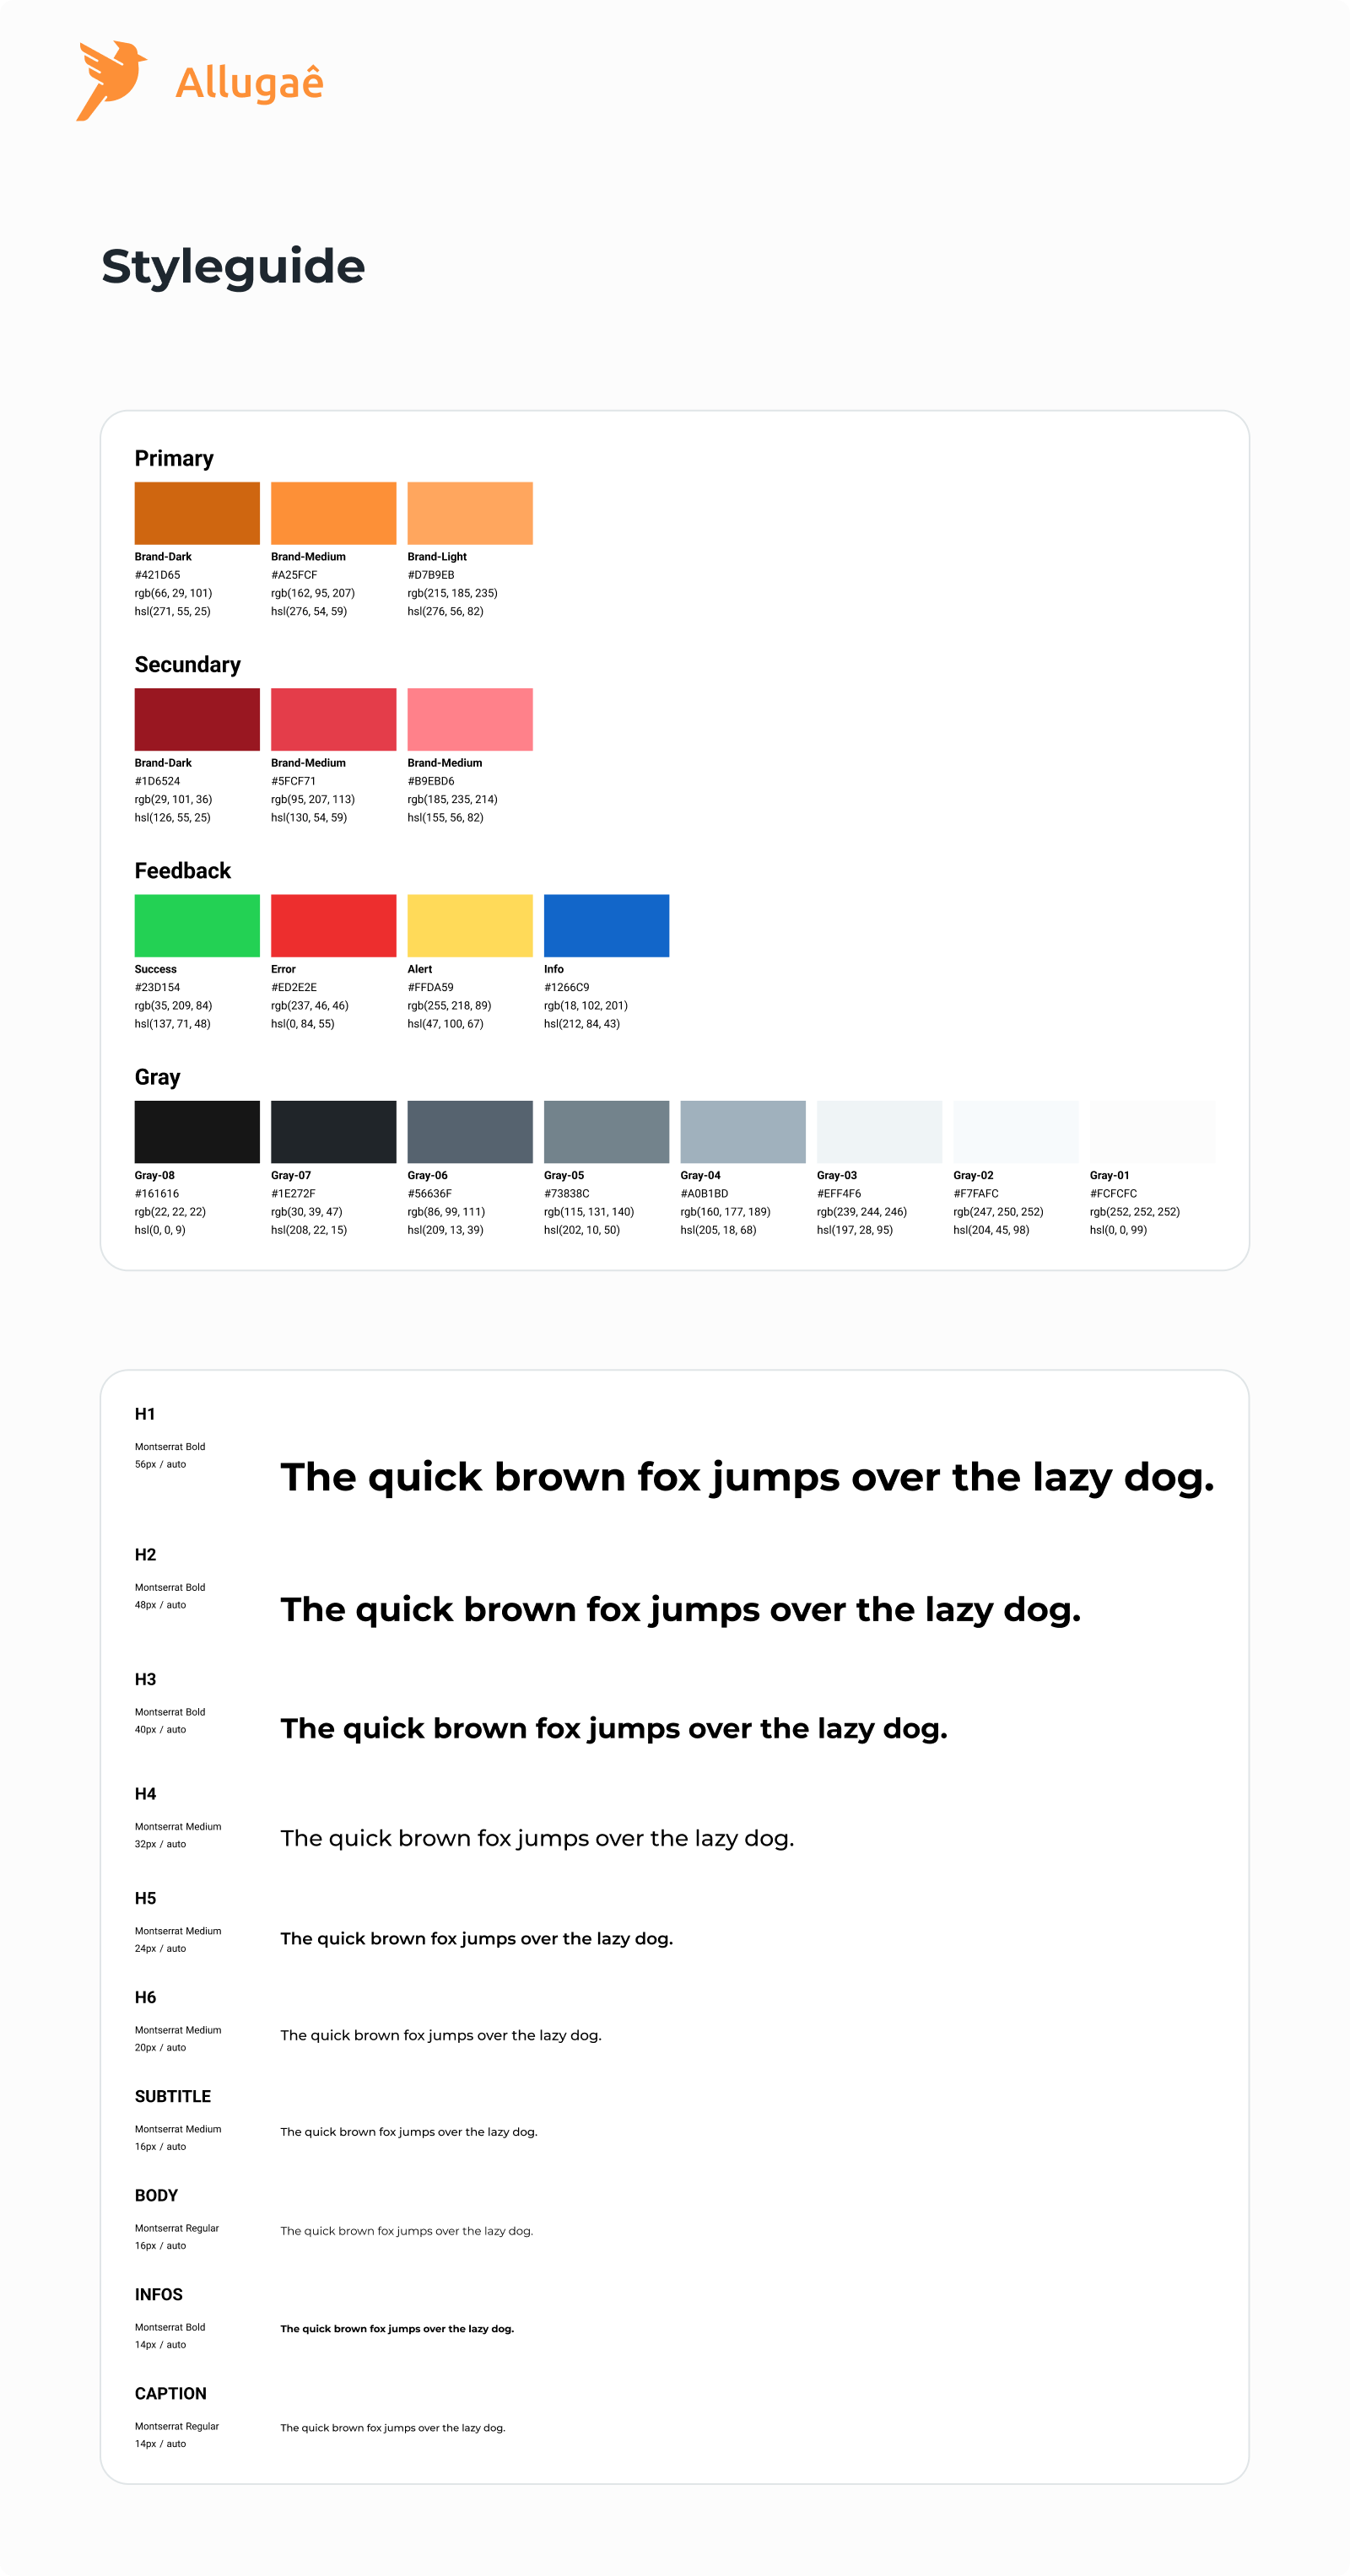 Allugaê
Styleguide
Primary
Brand-Dark
#421D65
rgb(66, 29, 101)
hsl(271, 55, 25)
Brand-Medium
#A25FCF
rgb(162, 95, 207)
hsl(276, 54, 59)
Brand-Light
#D7B9EB
rgb(215, 185, 235)
hsl(276, 56, 82)
Secundary
Brand-Dark
#1D6524
rgb(29, 101, 36)
hsl(126, 55, 25)
Brand-Medium
#5FCF71
rgb(95, 207, 113)
hsl(130, 54, 59)
Brand-Medium
#B9EBD6
rgb(185, 235, 214)
hsl(155, 56, 82)
Feedback
Success
#23D154
rgb(35, 209, 84)
hsl(137, 71, 48)
Error
#ED2E2E
rgb(237, 46, 46)
hsl(0, 84, 55)
Alert
#FFDA59
rgb(255, 218, 89)
hsl(47, 100, 67)
Info
#1266C9
rgb(18, 102, 201)
hsl(212, 84, 43)
Gray
Gray-08
#161616
rgb(22, 22, 22)
hsl(0, 0, 9)
Gray-07
#1E272F
rgb(30, 39, 47)
hsl(208, 22, 15)
Gray-06
#56636F
rgb(86, 99, 111)
hsl(209, 13, 39)
Gray-05
#73838C
rgb(115, 131, 140)
hsl(202, 10, 50)
Gray-04
#A0B1BD
rgb(160, 177, 189)
hsl(205, 18, 68)
Gray-03
#EFF4F6
rgb(239, 244, 246)
hsl(197, 28, 95)
Gray-02
#F7FAFC
rgb(247, 250, 252)
hsl(204, 45, 98)
Gray-01
#FCFCFC
rgb(252, 252, 252)
hsl(0, 0, 99)
H1
Montserrat Bold
56px / auto
The quick brown fox jumps over the lazy dog.
H2
Montserrat Bold
48px / auto
The quick brown fox jumps over the lazy dog.
H3
Montserrat Bold
40px / auto
The quick brown fox jumps over the lazy dog.
H4
Montserrat Medium
32px / auto
The quick brown fox jumps over the lazy dog.
H5
Montserrat Medium
24px / auto
The quick brown fox jumps over the lazy dog.
H6
Montserrat Medium
20px / auto
The quick brown fox jumps over the lazy dog.
SUBTITLE
Montserrat Medium
16px / auto
The quick brown fox jumps over the lazy dog.
BODY
Montserrat Regular
16px / auto
The quick brown fox jumps over the lazy dog.
INFOS
Montserrat Bold
14px / auto
The quick brown fox jumps over the lazy dog.
CAPTION
Montserrat Regular
14px / auto
The quick brown fox jumps over the lazy dog.